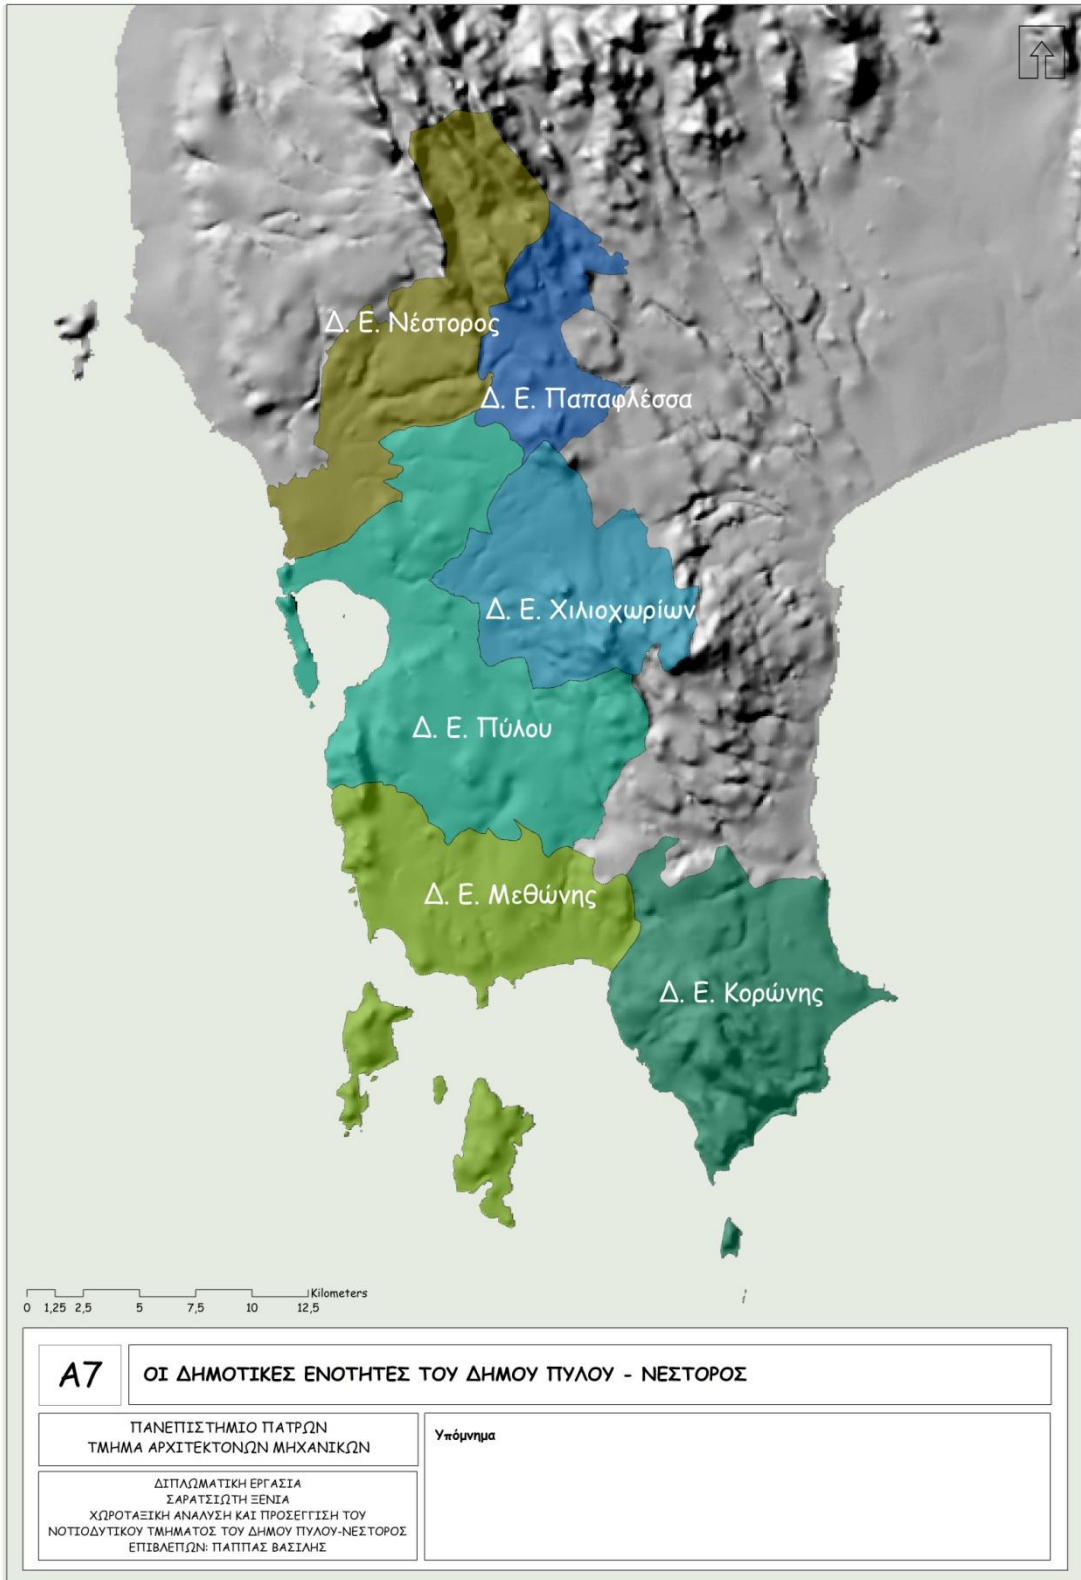 Δ. Ε. Νέστορος
Δ. Ε. Παπαφλέσσα
Δ. Ε. Χιλιοχωρίων
Δ. Ε. Πύλου
Δ. Ε. Μεθώνης
Δ. Ε. Κορώνης
Kilometers
0 1,25 2,5 5 7,5 10 12,5
A7
ΟΙ ΔΗΜΟΤΙΚΕΣ ΕΝΟΤΗΤΕΣ ΤΟΥ ΔΗΜΟΥ ΠΥΛΟΥ - ΝΕΣΤΟΡΟΣ
ΠΑΝΕΠΙΣΤΗΜΙΟ ΠΑΤΡΩΝ
ΤΜΗΜΑ ΑΡΧΙΤΕΚΤΟΝΩΝ ΜΗΧΑΝΙΚΩΝ
ΔΙΠΛΩΜΑΤΙΚΗ ΕΡΓΑΣΙΑ
ΣΑΡΑΤΣΙΩΤΗ ΞΕΝΙΑ
ΧΩΡΟΤΑΞΙΚΗ ΑΝΑΛΥΣΗ ΚΑΙ ΠΡΟΣΕΓΓΙΣΗ ΤΟΥ
ΝΟΤΙΟΔΥΤΙΚΟΥ ΤΜΗΜΑΤΟΣ ΤΟΥ ΔΗΜΟΥ ΠΥΛΟΥ-ΝΕΣΤΟΡΟΣ
ΕΠΙΒΛΕΠΩΝ: ΠΑΠΠΑΣ ΒΑΣΙΛΗΣ
Υπόμνημα